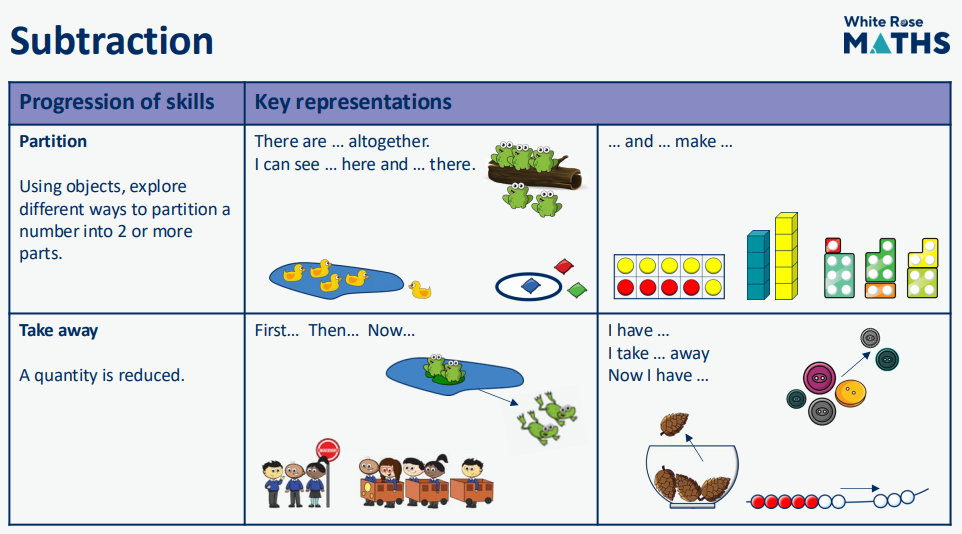 Subtraction
White Rose
MATHS
Progression of skills
Key representations
Partition
Using objects, explore
different ways to partition a
number into 2 or more
parts.
There are ... altogether.
I can see ... here and ... there.
... and ... make ...
Take away
A quantity is reduced.
First... Then... Now...
I have ...
I take ... away
Now I have ...